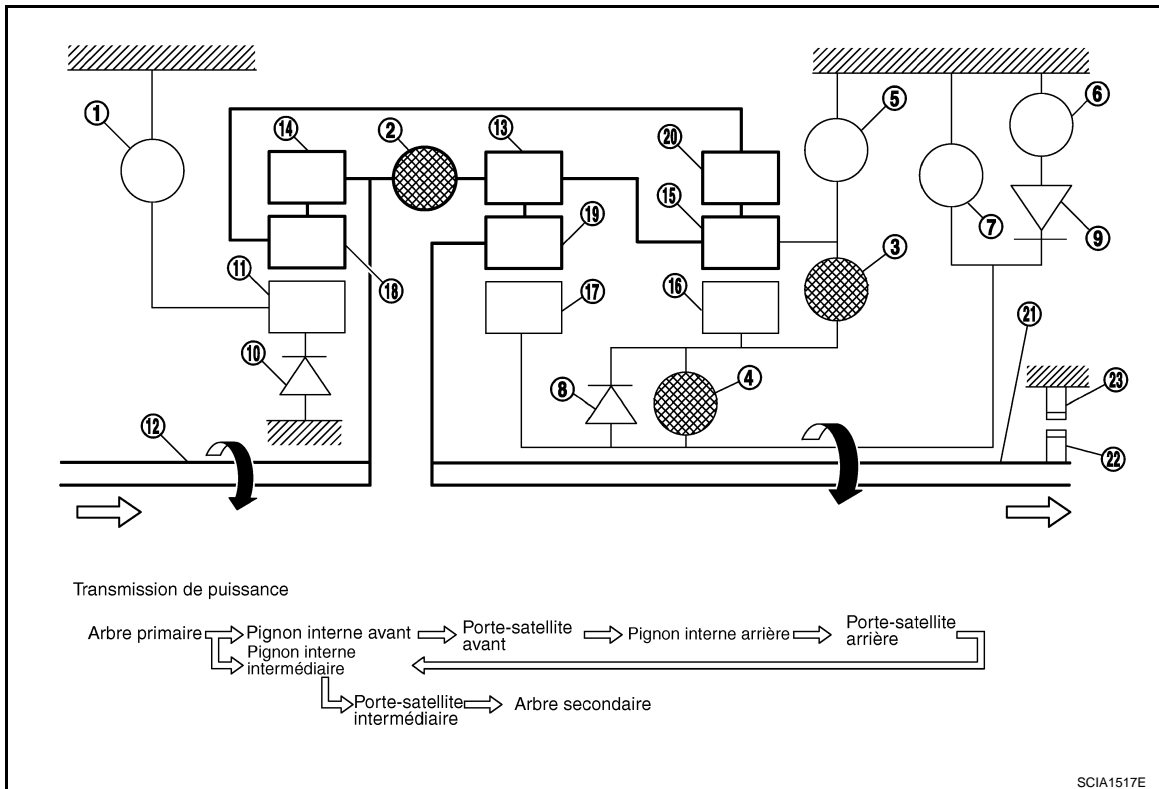 1
14
2
13
20
5
6
15
19
7
9
3
11
18
17
16
21
10
8
4
23
12
22
Transmission de puissance
Arbre primaire
Pignon interne avant
Porte-satellite
avant
Pignon interne arrière
Porte-satellite
arrière
Pignon interne
intermédiaire
Porte-satellite
intermédiaire
Arbre secondaire
SCIA1517E